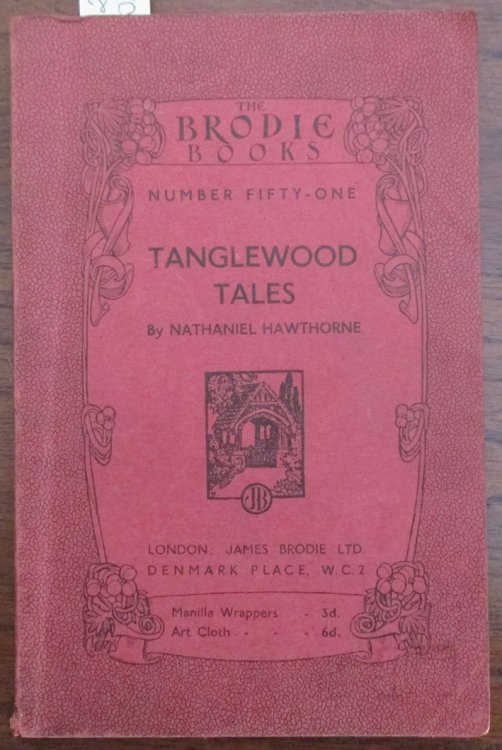 THE
BRODIE
BOOKS
NUMBER FIFTY-ONE
TANGLEWOOD
TALES
By NATHANIEL HAWTHORNE
JB
LONDON: JAMES BRODIE LTD.
DENMARK PLACE, W.C.2
Manilla Wrappers - 3d.
Art Cloth - - - 6d.